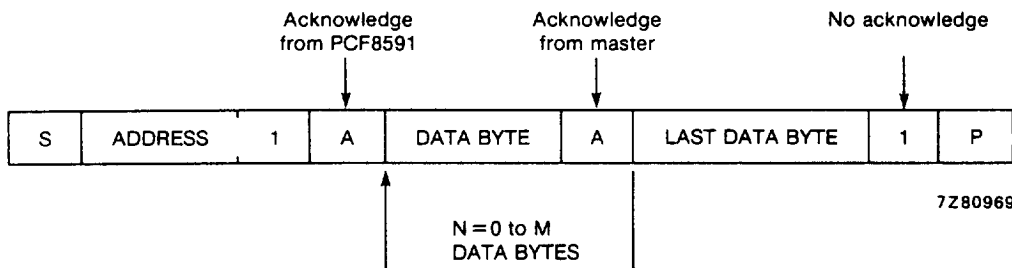 Acknowledge
from PCF8591
Acknowledge
from master
No acknowledge
S ADDRESS 1 A DATA BYTE A LAST DATA BYTE 1 P
7Z80969
N = 0 to M
DATA BYTES